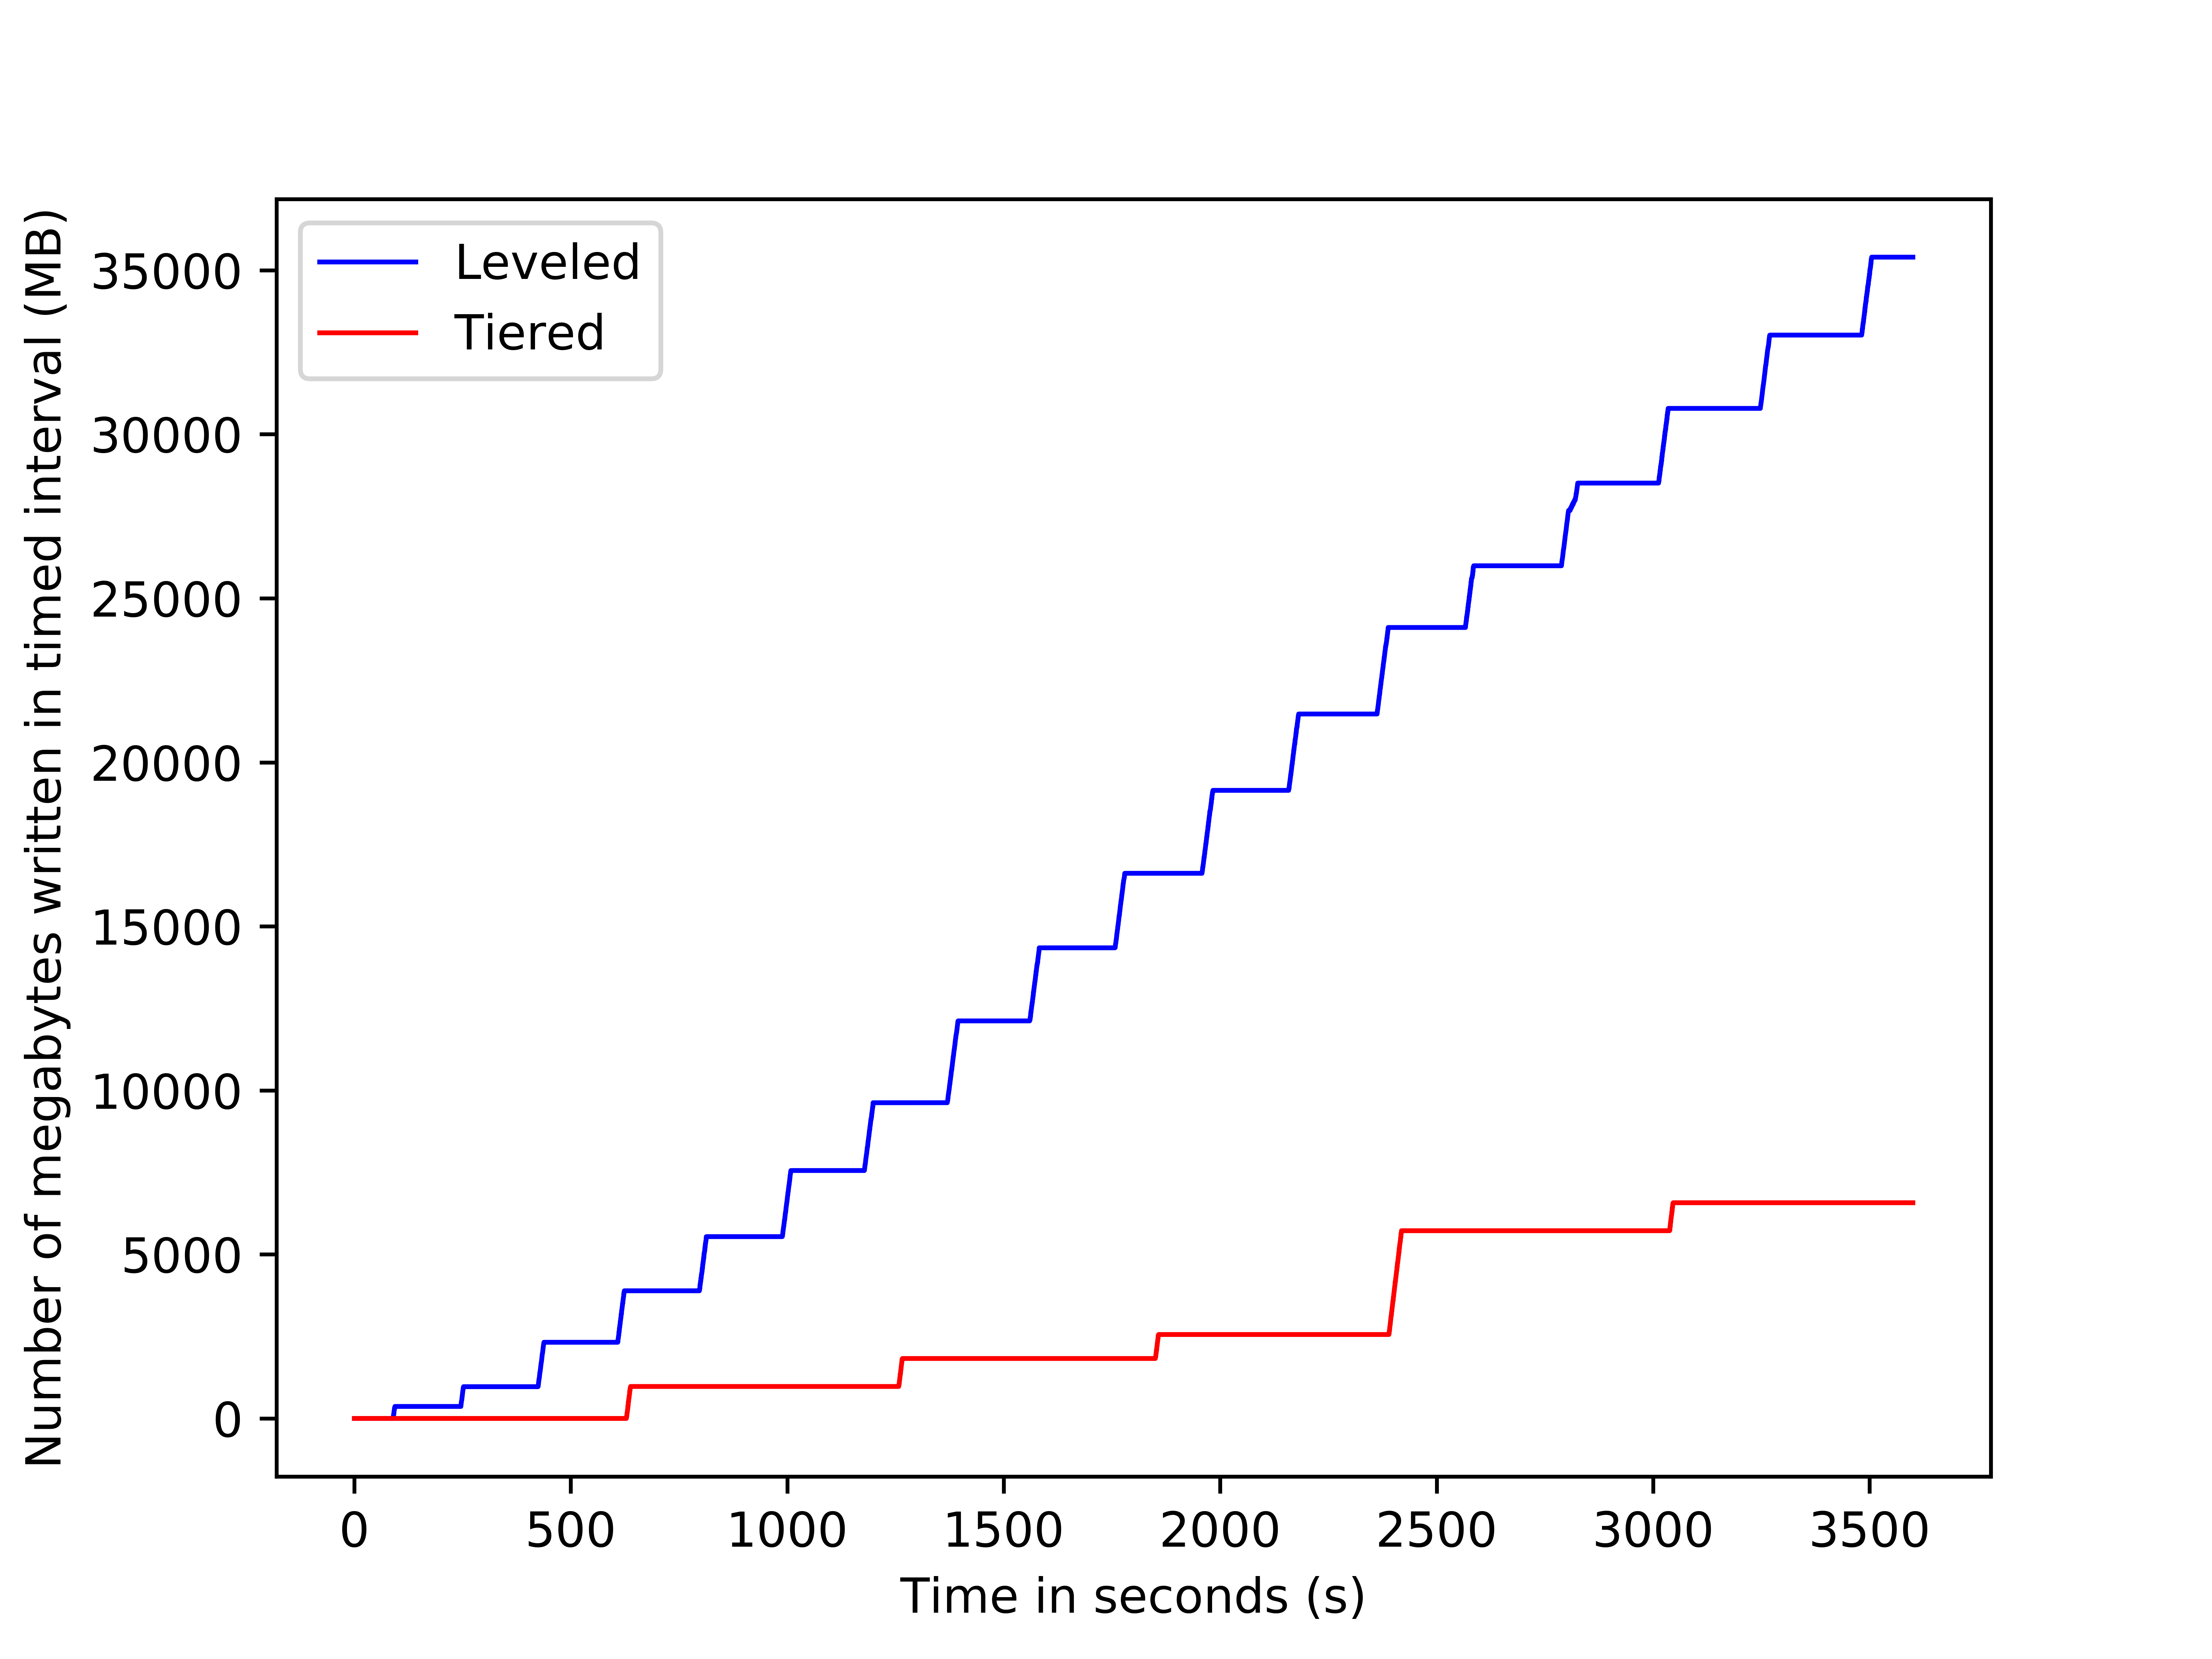 Leveled
Tiered
Number of megabytes written in timed interval (MB)
35000
30000
25000
20000
15000
10000
5000
0
0 500 1000 1500 2000 2500 3000 3500
Time in seconds (s)